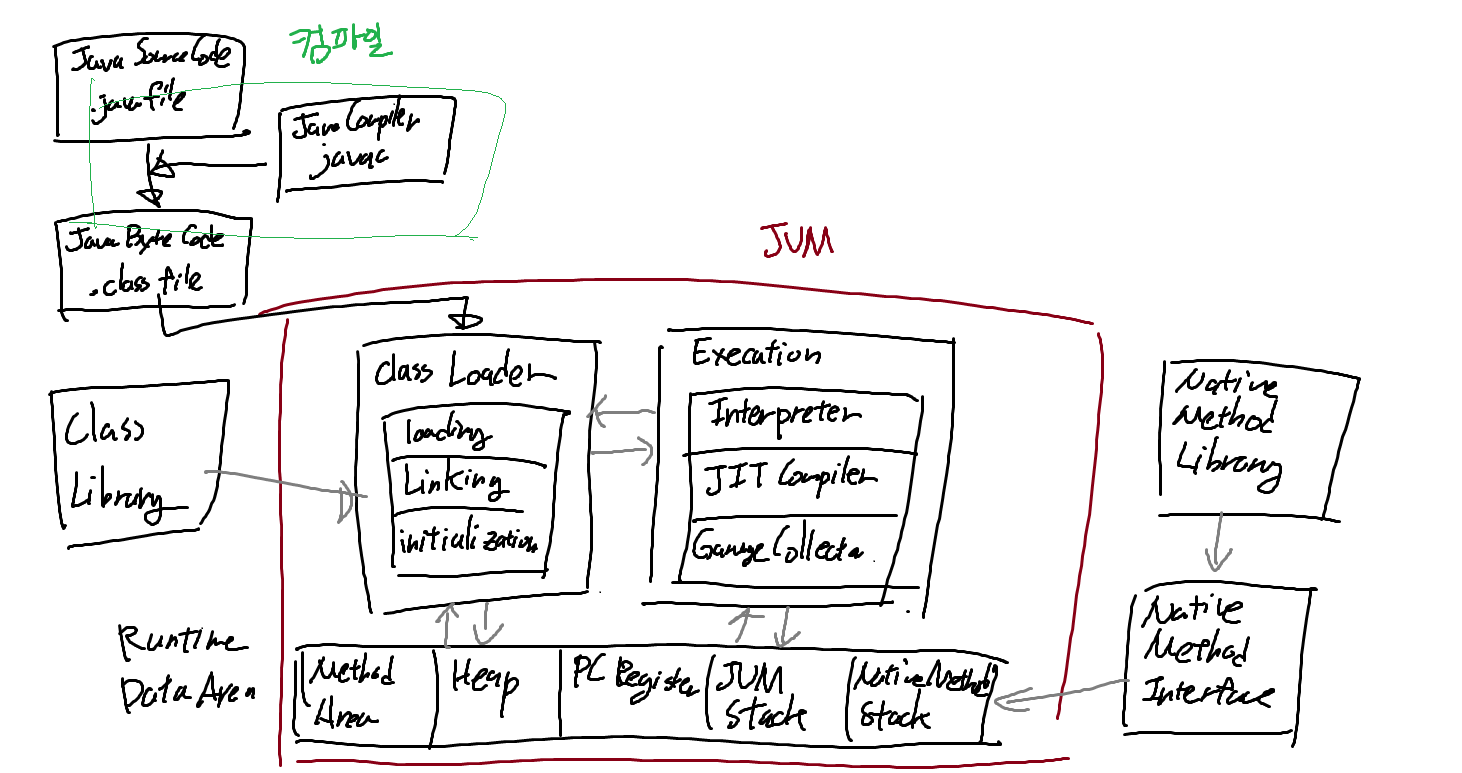 Java Source Code
.java file
컴파일
Java Compiler
javac
Java Byte Code
.class file
JVM
Class
Library
Class Loader
loading
Linking
initialization
Execution
Interpreter
JIT Compiler
Native
Method
Library
Native
Method
Interface
Runtime
Data Area
Method
Area
Heap
PC Register
JVM
Stack
Native Method
Stack